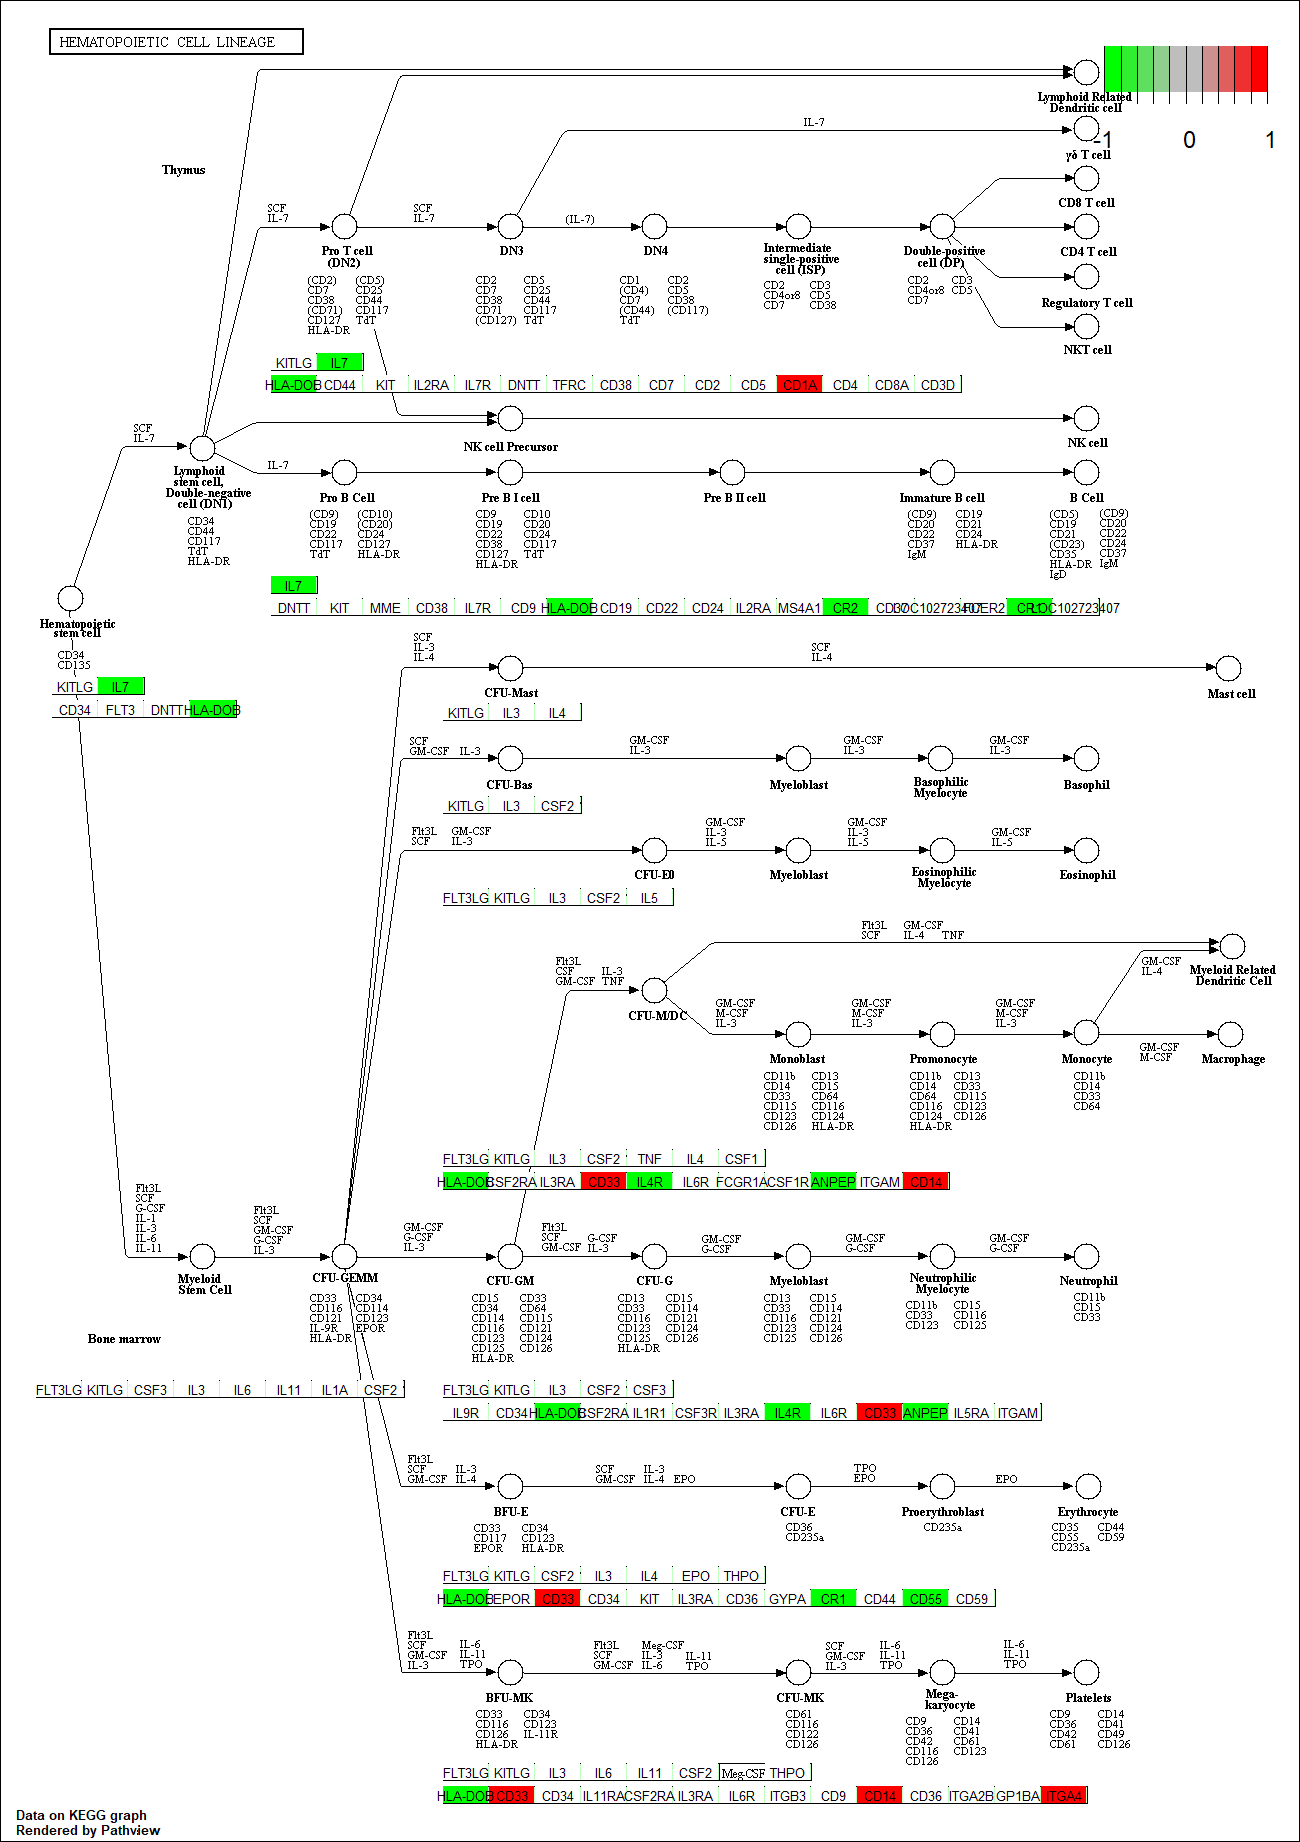 HEMATOPOIETIC CELL LINEAGE
-1 0 1
Lymphoid Related
Dendritic cell
IL-7
γδ T cell
Thymus
CD8 T cell
SCF
IL-7
SCF
IL-7
(IL-7)
Pro T cell
(DN2)
DN3
DN4
Intermediate
single-positive
cell (ISP)
Double-positive
cell (DP)
CD4 T cell
Regulatory T cell
NKT cell
(CD2) (CD5)
CD7 CD25
CD38 CD44
(CD71) CD117
CD127 TdT
HLA-DR
CD2 CD5
CD7 CD25
CD38 CD44
CD71 CD117
(CD127) TdT
CD1 CD2
(CD4) CD5
CD7 CD38
(CD44) (CD117)
TdT
CD2 CD3
CD4or8 CD5
CD7 CD38
CD2 CD3
CD4or8 CD5
CD7
KITLG IL7
HLA-DOB CD44 KIT IL2RA IL7R DNTT TFRC CD38 CD7 CD2 CD5 CD1A CD4 CD8A CD3D
SCF
IL-7
NK cell Precursor
NK cell
Lymphoid
stem cell,
Double-negative
cell (DN1)
IL-7
Pro B Cell
Pre B I cell
Pre B II cell
Immature B cell
B Cell
CD34
CD44
CD117
TdT
HLA-DR
(CD9) (CD10)
CD19 (CD20)
CD22 CD24
CD117 CD127
TdT HLA-DR
CD9 CD10
CD19 CD20
CD22 CD24
CD38 CD117
CD127 TdT
HLA-DR
(CD9) CD19
CD20 CD21
CD22 CD24
CD37 HLA-DR
IgM
(CD5) (CD9)
CD19 CD20
CD21 CD22
(CD23) CD24
CD35 CD37
HLA-DR IgM
IgD
IL7
DNTT KIT MME CD38 IL7R CD9 HLA-DOB CD19 CD22 CD24 IL2RA MS4A1 CR2 CD37 LOC102723407 FCER2 CR1 LOC102723407
Hematopoietic
stem cell
CD34
CD135
KITLG IL7
CD34 FLT3 DNTT HLA-DOB
SCF
IL-3
IL-4
SCF
IL-4
CFU-Mast
Mast cell
KITLG IL3 IL4
SCF
GM-CSF IL-3
GM-CSF
IL-3
GM-CSF
IL-3
GM-CSF
IL-3
CFU-Bas
Myeloblast
Basophilic
Myelocyte
Basophil
KITLG IL3 CSF2
Flt3L GM-CSF
SCF IL-3
GM-CSF
IL-3
IL-5
GM-CSF
IL-3
IL-5
GM-CSF
IL-5
CFU-E0
Myeloblast
Eosinophilic
Myelocyte
Eosinophil
FLT3LG KITLG IL3 CSF2 IL5
Flt3L GM-CSF
SCF IL-4 TNF
Flt3L
CSF IL-3
GM-CSF TNF
GM-CSF
IL-4
Myeloid Related
Dendritic Cell
CFU-M/DC
GM-CSF
M-CSF
IL-3
GM-CSF
M-CSF
IL-3
GM-CSF
M-CSF
IL-3
GM-CSF
M-CSF
Monoblast
Promonocyte
Monocyte
Macrophage
CD11b CD13
CD14 CD15
CD33 CD64
CD115 CD116
CD123 CD124
CD126 HLA-DR
CD11b CD13
CD14 CD33
CD64 CD115
CD116 CD123
CD124 CD126
HLA-DR
CD11b
CD14
CD33
CD64
FLT3LG KITLG IL3 CSF2 TNF IL4 CSF1
HLA-DOB CSF2RA IL3RA CD33 IL4R IL6R FCGR1A CSF1R ANPEP ITGAM CD14
Flt3L
SCF
G-CSF
IL-1
IL-3
IL-6
IL-11
Flt3L
SCF
GM-CSF
G-CSF
IL-3
GM-CSF
G-CSF
IL-3
Flt3L
SCF G-CSF
GM-CSF IL-3
GM-CSF
G-CSF
GM-CSF
G-CSF
GM-CSF
G-CSF
Myeloid
Stem Cell
CFU-GEMM
CFU-GM
CFU-G
Myeloblast
Neutrophilic
Myelocyte
Neutrophil
CD33 CD34
CD116 CD114
CD121 CD123
IL-9R EPOR
HLA-DR
CD15 CD33
CD34 CD64
CD114 CD115
CD116 CD121
CD123 CD124
CD125 CD126
HLA-DR
CD13 CD15
CD33 CD114
CD116 CD121
CD123 CD124
CD125 CD126
HLA-DR
CD13 CD15
CD33 CD114
CD116 CD121
CD123 CD124
CD125 CD126
CD11b CD15
CD33 CD116
CD123 CD125
CD11b
CD15
CD33
Bone marrow
FLT3LG KITLG CSF3 IL3 IL6 IL11 IL1A CSF2
FLT3LG KITLG IL3 CSF2 CSF3
IL9R CD34 HLA-DOB CSF2RA IL1R1 CSF3R IL3RA IL4R IL6R CD33 ANPEP IL5RA ITGAM
Flt3L
SCF IL-3
GM-CSF IL-4
SCF IL-3
GM-CSF IL-4 EPO
TPO
EPO
EPO
BFU-E
CFU-E
Proerythroblast
Erythrocyte
CD33 CD34
CD117 CD123
EPOR HLA-DR
CD36
CD235a
CD235a
CD35 CD44
CD55 CD59
CD235a
FLT3LG KITLG CSF2 IL3 IL4 EPO THPO
HLA-DOB EPOR CD33 CD34 KIT IL3RA CD36 GYPA CR1 CD44 CD55 CD59
Flt3L
SCF IL-6
GM-CSF IL-11
IL-3 TPO
Flt3L Meg-CSF
SCF IL-3 IL-11
GM-CSF IL-6 TPO
SCF IL-6
GM-CSF IL-11
IL-3 TPO
IL-6
IL-11
TPO
BFU-MK
CFU-MK
Mega-
karyocyte
Platelets
CD33 CD34
CD116 CD123
CD126 IL-11R
HLA-DR
CD61
CD116
CD122
CD126
CD9 CD14
CD36 CD41
CD42 CD61
CD116 CD123
CD126
CD9 CD14
CD36 CD41
CD42 CD49
CD61 CD126
FLT3LG KITLG IL3 IL6 IL11 CSF2 Meg-CSF THPO
HLA-DOB CD33 CD34 IL11RA CSF2RA IL3RA IL6R ITGB3 CD9 CD14 CD36 ITGA2B GP1BA ITGA4
Data on KEGG graph
Rendered by Pathview